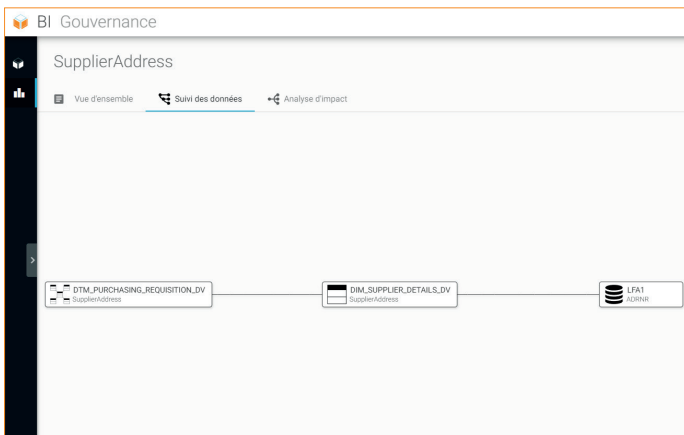 BI Gouvernance
SupplierAddress
Vue d'ensemble
Suivi des données
Analyse d'impact
DTM_PURCHASING_REQUISITION_DV
SupplierAddress
DIM_SUPPLIER_DETAILS_DV
SupplierAddress
LFA1
ADRNR